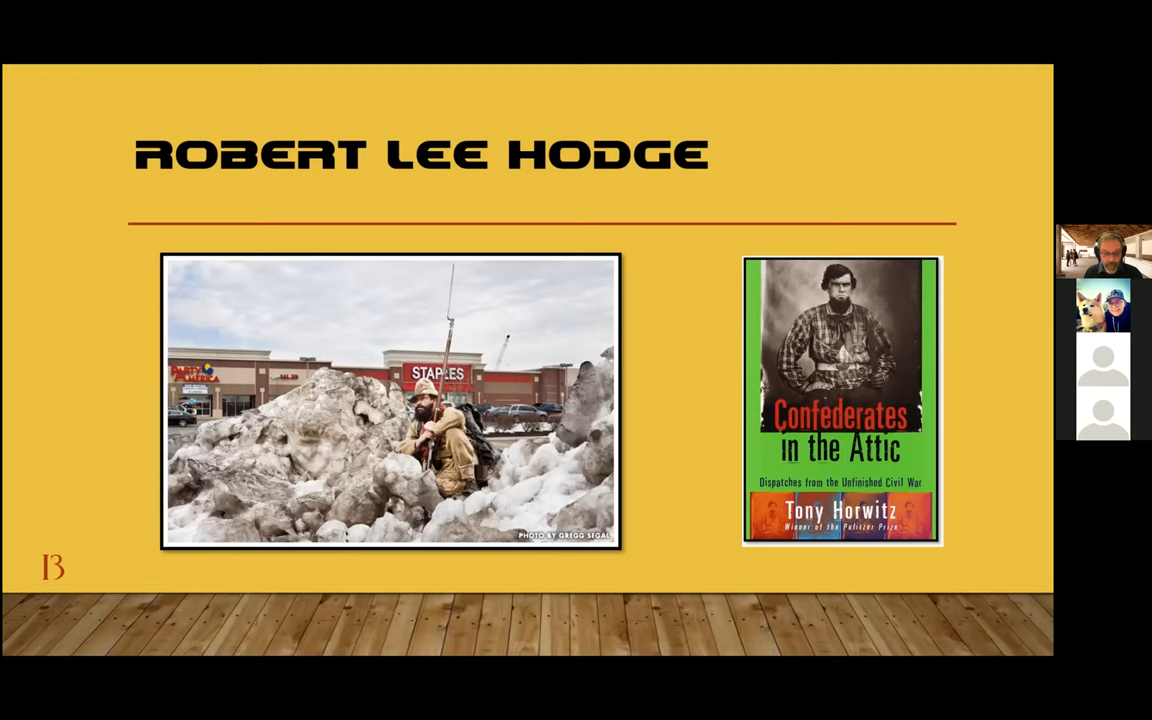 ROBERT LEE HODGE
PARTY
AMERICA
STAPLES
PHOTO BY GREGG SEGAL
Confederates
in the Attic
Dispatches from the Unfinished Civil War
Tony Horwitz
Winner of the Pulitzer Prize
13